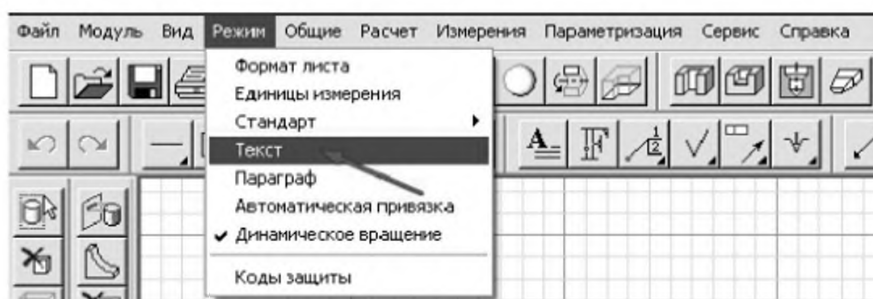 Файл Модуль Вид Режим Общие Расчет Измерения Параметризация Сервис Справка
Формат листа
Единицы измерения
Стандарт
Текст
Параграф
Автоматическая привязка
Динамическое вращение
Коды защиты